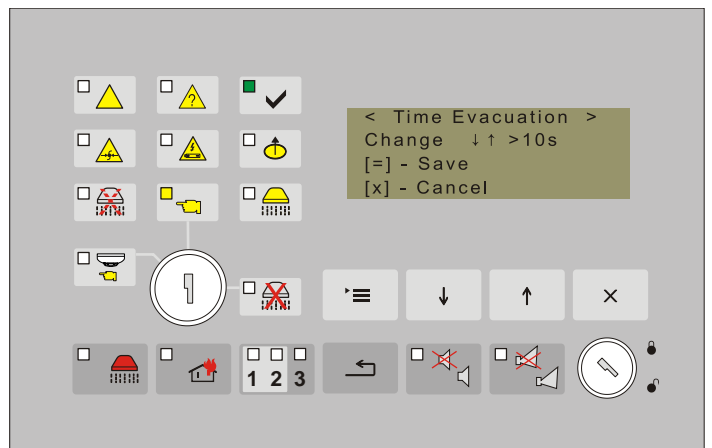 ?
< Time Evacuation >
Change ↓↑ >10s
[=] - Save
[x] - Cancel
1 2 3